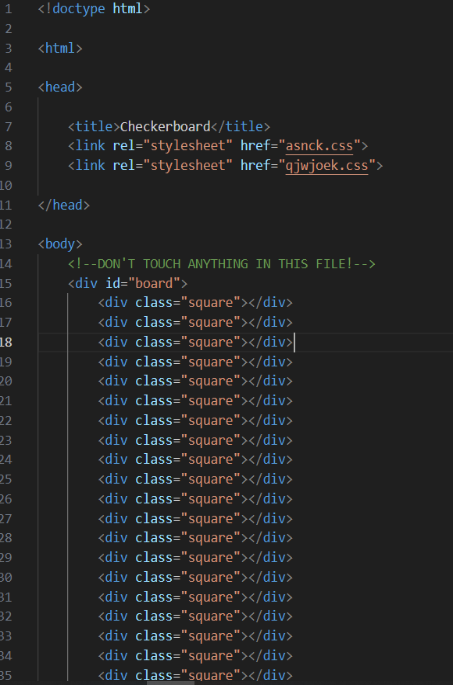 1 <!doctype html>
2
3 <html>
4
5 <head>
6
7 <title>Checkerboard</title>
8 <link rel="stylesheet" href="asnck.css">
9 <link rel="stylesheet" href="qjwjoek.css">
10
11 </head>
12
13 <body>
14 <!--DON'T TOUCH ANYTHING IN THIS FILE!-->
15 <div id="board">
16 <div class="square"></div>
17 <div class="square"></div>
18 <div class="square"></div>
19 <div class="square"></div>
20 <div class="square"></div>
21 <div class="square"></div>
22 <div class="square"></div>
23 <div class="square"></div>
24 <div class="square"></div>
25 <div class="square"></div>
26 <div class="square"></div>
27 <div class="square"></div>
28 <div class="square"></div>
29 <div class="square"></div>
30 <div class="square"></div>
31 <div class="square"></div>
32 <div class="square"></div>
33 <div class="square"></div>
34 <div class="square"></div>
35 <div class="square"></div>